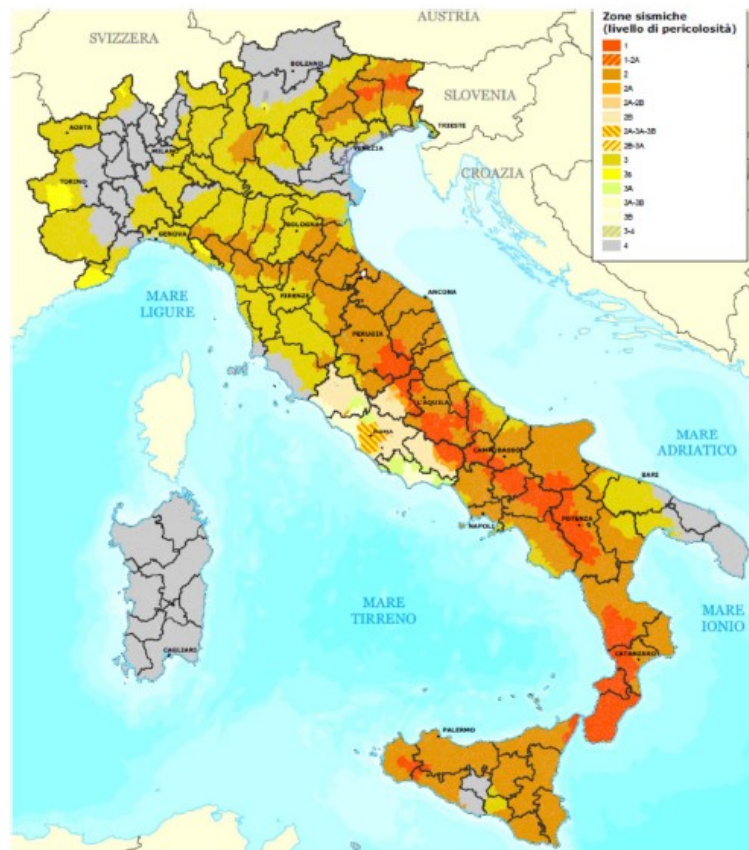 AUSTRIA
SVIZZERA
BOLZANO
SLOVENIA
TRIESTE
AOSTA
MILANO
VENEZIA
CROAZIA
TORINO
BOLOGNA
GENOVA
MARE
LIGURE
FIRENZE
ANCONA
PERUGIA
L'AQUILA
ROMA
CAMPOBASSO
MARE
ADRIATICO
BARI
NAPOLI
POTENZA
MARE
TIRRENO
MARE
IONIO
CAGLIARI
CATANZARO
PALERMO
Zone sismiche
(livello di pericolosità)
1
1-2A
2
2A
2A-2B
2B
2A-3A-3B
2B-3A
3
3s
3A
3A-3B
3B
3-4
4